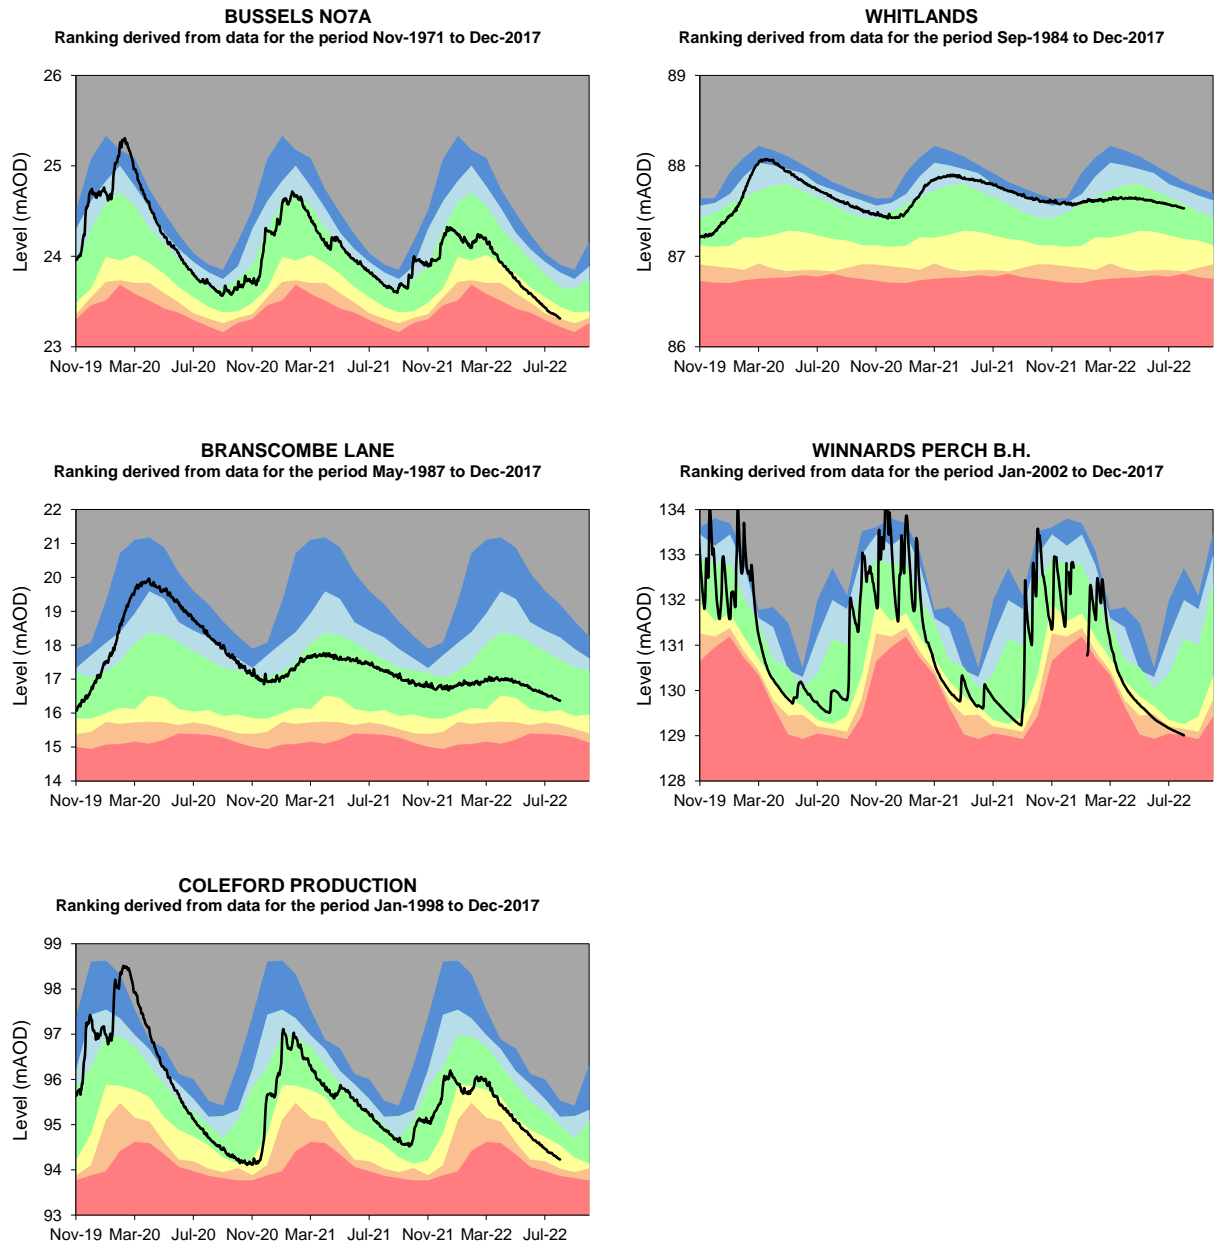 BUSSELS NO7A
Ranking derived from data for the period Nov-1971 to Dec-2017
Level (mAOD)
26
25
24
23
Nov-19 Mar-20 Jul-20 Nov-20 Mar-21 Jul-21 Nov-21 Mar-22 Jul-22
WHITLANDS
Ranking derived from data for the period Sep-1984 to Dec-2017
Level (mAOD)
89
88
87
86
Nov-19 Mar-20 Jul-20 Nov-20 Mar-21 Jul-21 Nov-21 Mar-22 Jul-22
BRANSCOMBE LANE
Ranking derived from data for the period May-1987 to Dec-2017
Level (mAOD)
22
21
20
19
18
17
16
15
14
Nov-19 Mar-20 Jul-20 Nov-20 Mar-21 Jul-21 Nov-21 Mar-22 Jul-22
WINNARDS PERCH B.H.
Ranking derived from data for the period Jan-2002 to Dec-2017
Level (mAOD)
134
133
132
131
130
129
128
Nov-19 Mar-20 Jul-20 Nov-20 Mar-21 Jul-21 Nov-21 Mar-22 Jul-22
COLEFORD PRODUCTION
Ranking derived from data for the period Jan-1998 to Dec-2017
Level (mAOD)
99
98
97
96
95
94
93
Nov-19 Mar-20 Jul-20 Nov-20 Mar-21 Jul-21 Nov-21 Mar-22 Jul-22